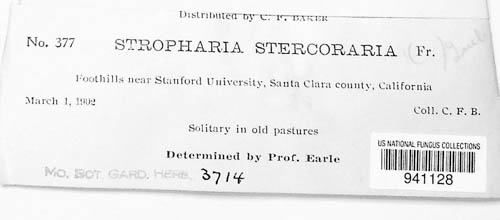 Distributed by C. F. BAKER
No. 377 STROPHARIA STERCORARIA (Fr.
Foothills near Stanford University, Santa Clara county, California
March 1, 1902 Coll. C. F. B.
Solitary in old pastures
Determined by Prof. Earle
US NATIONAL FUNGUS COLLECTIONS
941128
MO. BOT. GARD. HERB. 3714